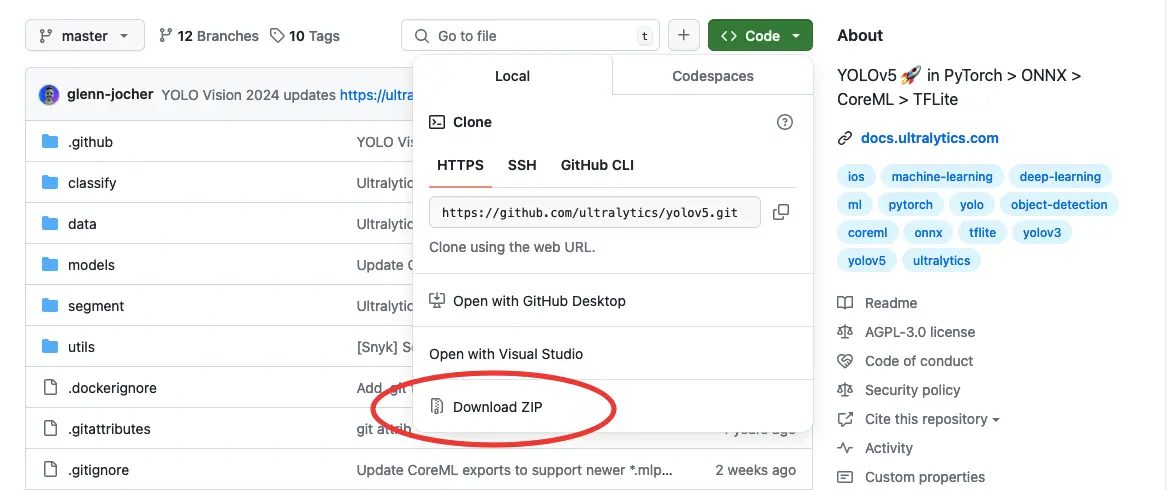 master
12 Branches
10 Tags
Go to file
t
Code
glenn-jocher YOLO Vision 2024 updates https://ultra
.github YOLO Vis
classify Ultralytic
data Ultralytic
models Update C
segment Ultralytic
utils [Snyk] Se
.dockerignore Add .git
.gitattributes git attrib years ago
.gitignore Update CoreML exports to support newer *.mlp... 2 weeks ago
Local Codespaces
Clone
HTTPS SSH GitHub CLI
https://github.com/ultralytics/yolov5.git
Clone using the web URL.
Open with GitHub Desktop
Open with Visual Studio
Download ZIP
About
YOLOv5 🚀 in PyTorch > ONNX >
CoreML > TFLite
docs.ultralytics.com
ios machine-learning deep-learning
ml pytorch yolo object-detection
coreml onnx tflite yolov3
yolov5 ultralytics
Readme
AGPL-3.0 license
Code of conduct
Security policy
Cite this repository
Activity
Custom properties